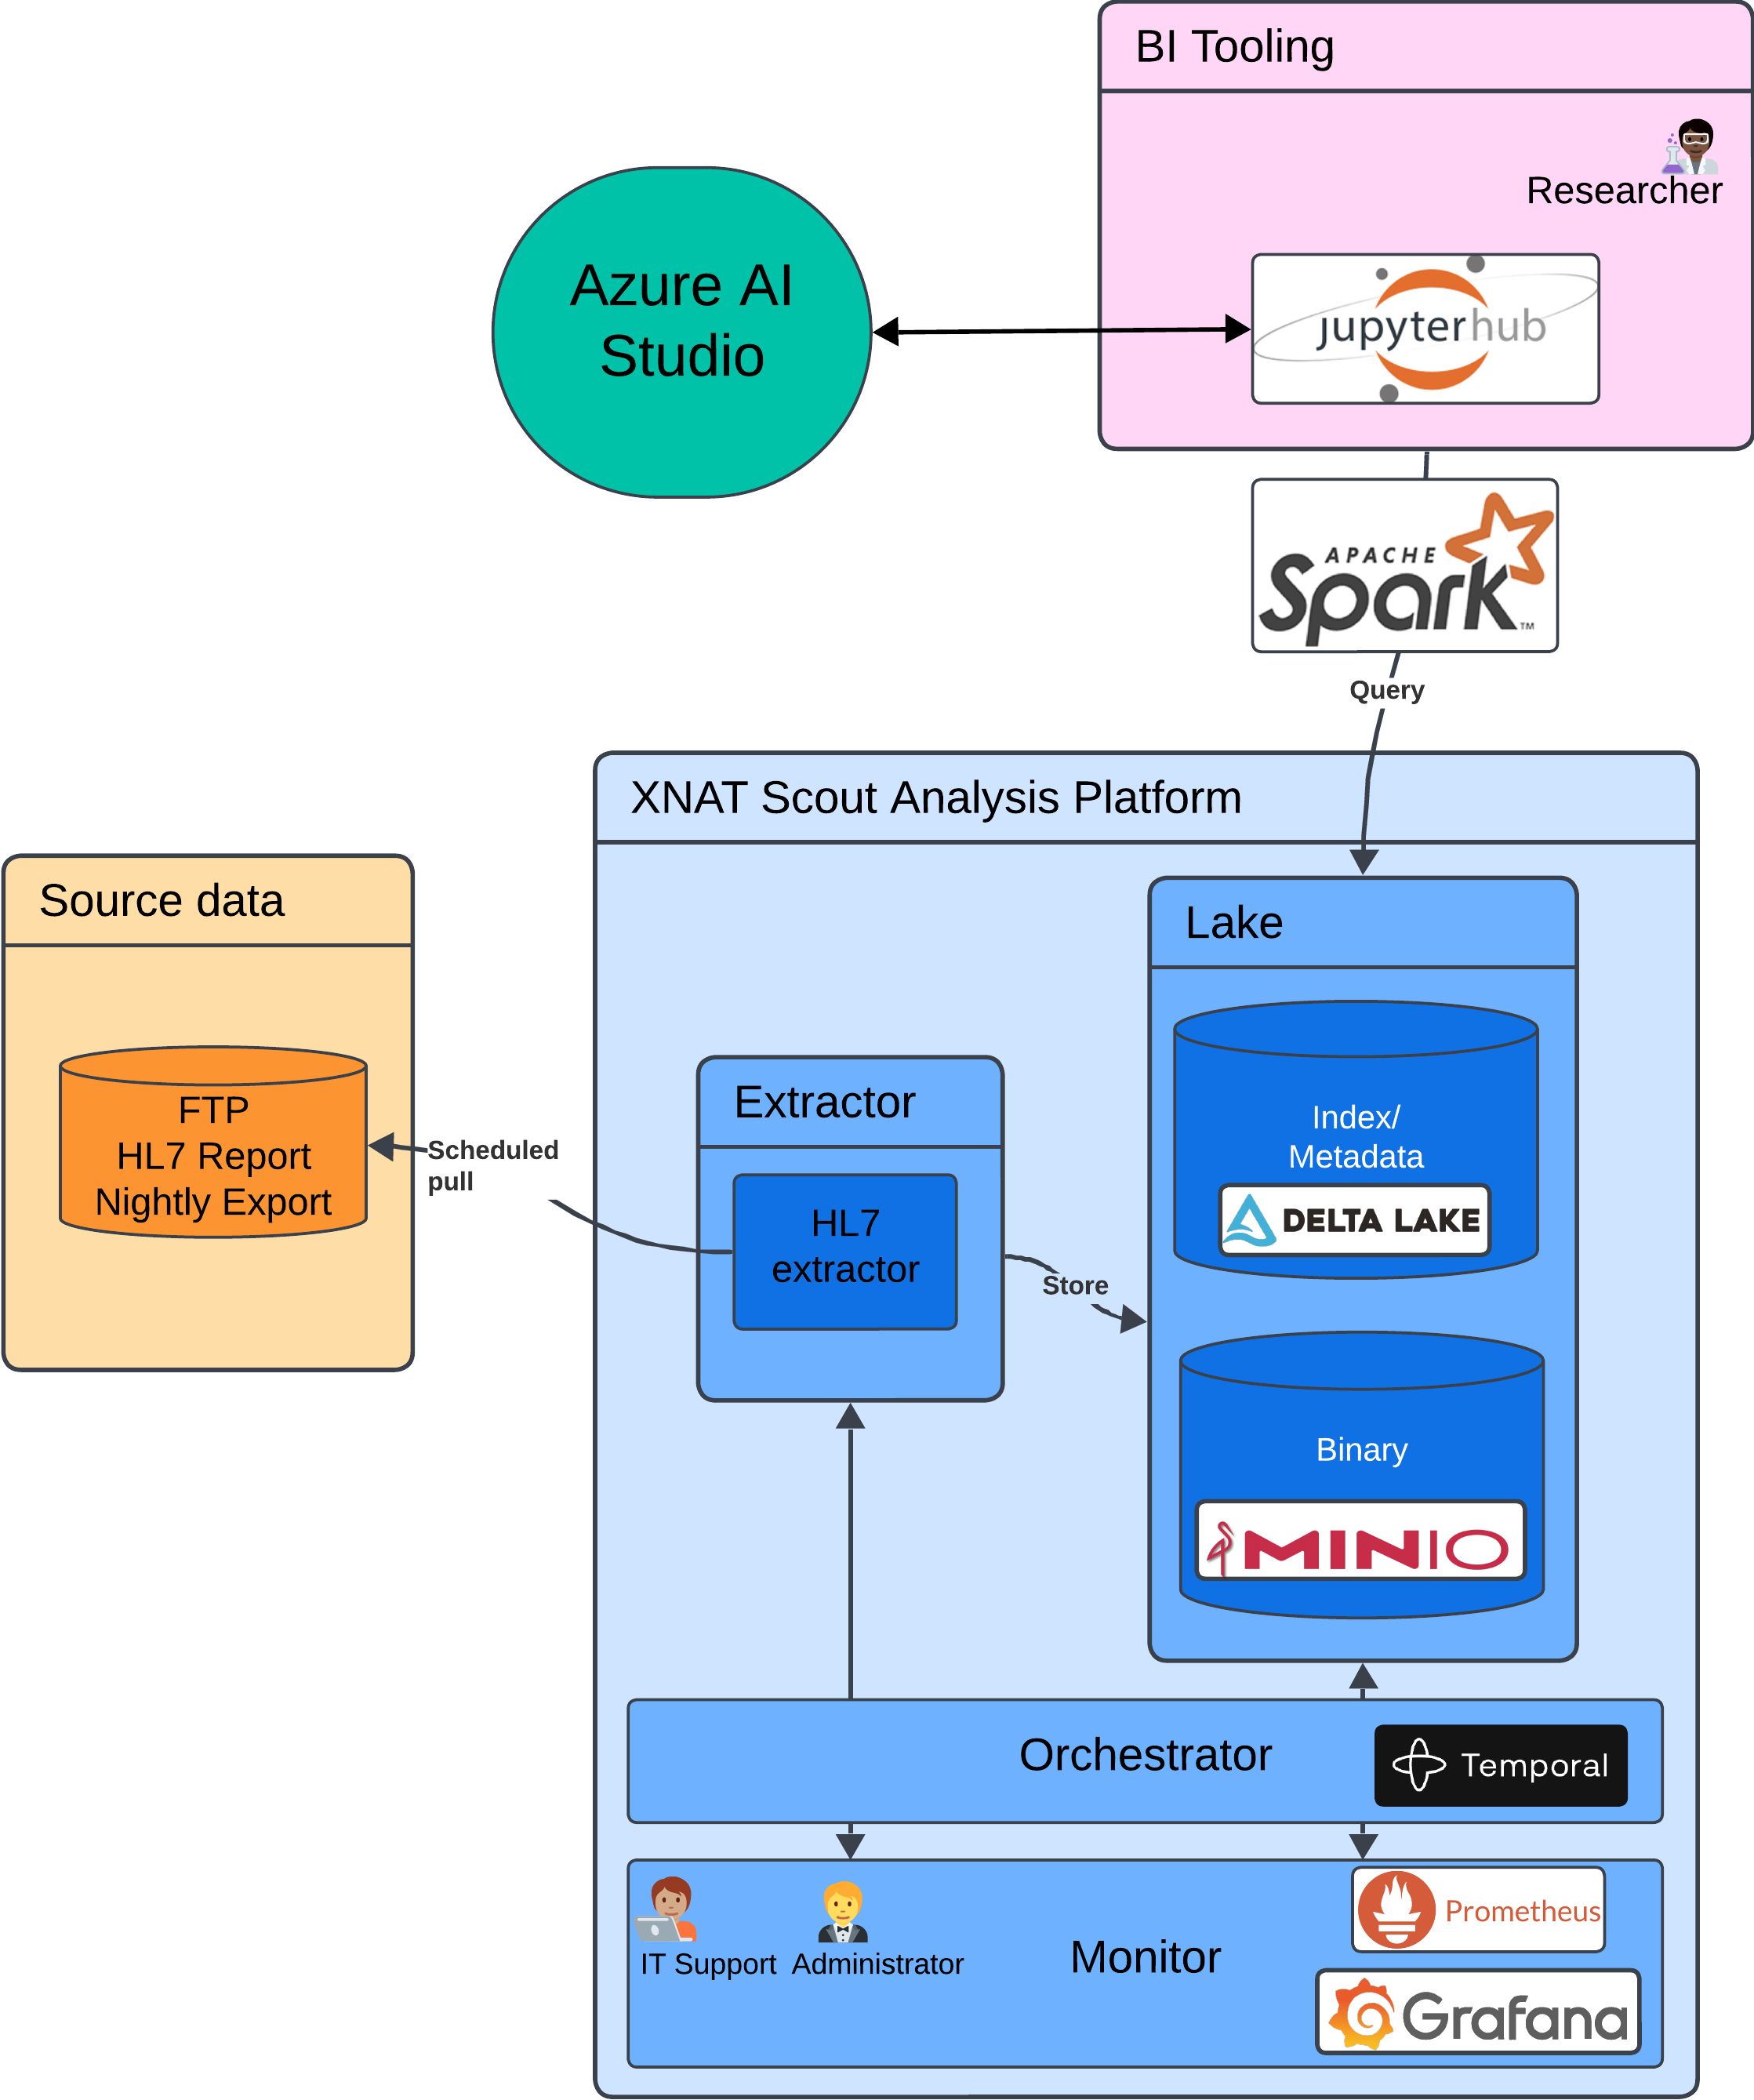 BI Tooling
Researcher
Azure AI
Studio
jupyterhub
APACHE
Spark™
Query
XNAT Scout Analysis Platform
Source data
Lake
FTP
HL7 Report
Nightly Export
Scheduled
pull
Extractor
HL7
extractor
Store
Index/
Metadata
DELTA LAKE
Binary
MINIO
Orchestrator
Temporal
IT Support
Administrator
Monitor
Prometheus
Grafana